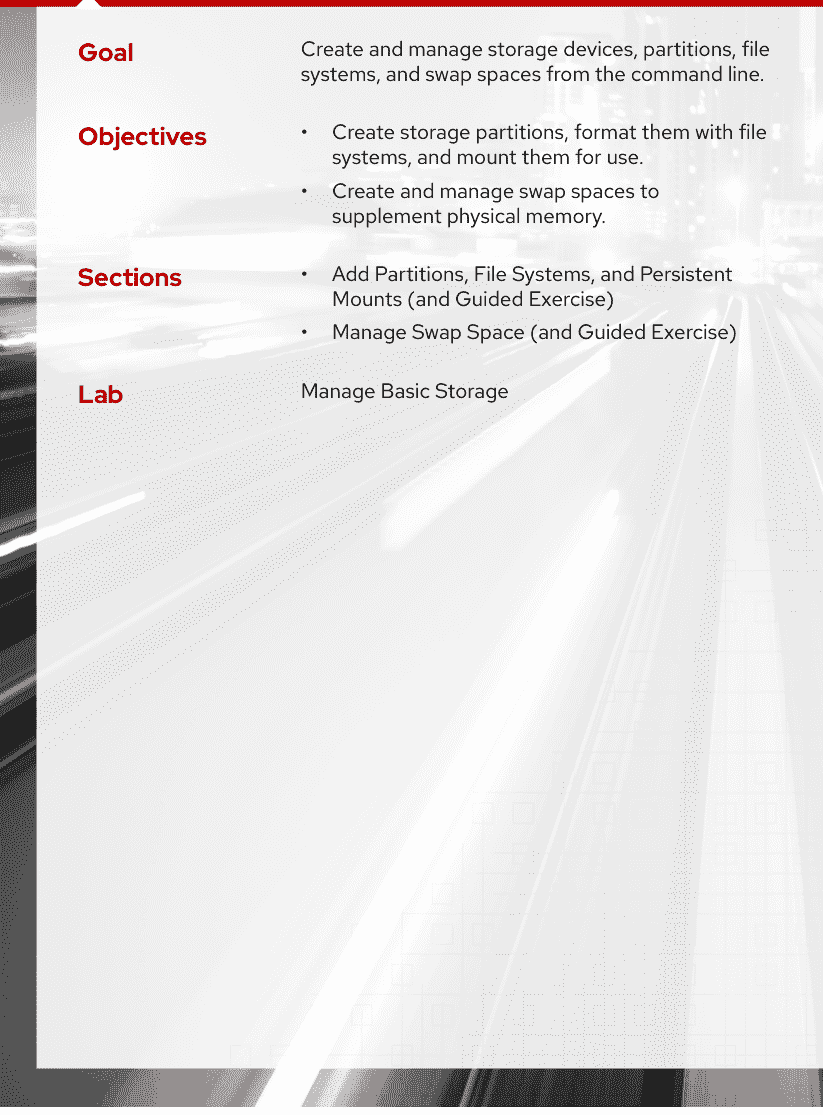 Goal
Create and manage storage devices, partitions, file
systems, and swap spaces from the command line.
Objectives
• Create storage partitions, format them with file
systems, and mount them for use.
• Create and manage swap spaces to
supplement physical memory.
Sections
• Add Partitions, File Systems, and Persistent
Mounts (and Guided Exercise)
• Manage Swap Space (and Guided Exercise)
Lab
Manage Basic Storage